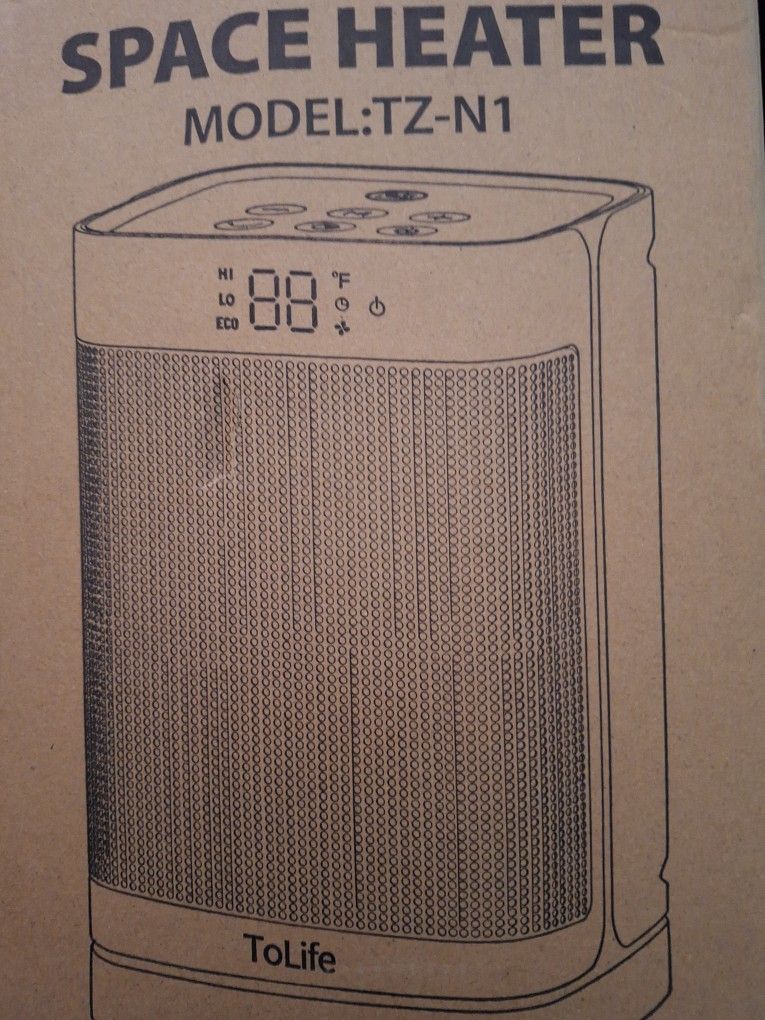 SPACE HEATER
MODEL:TZ-N1
HI
LO
ECO
88
°F
ToLife